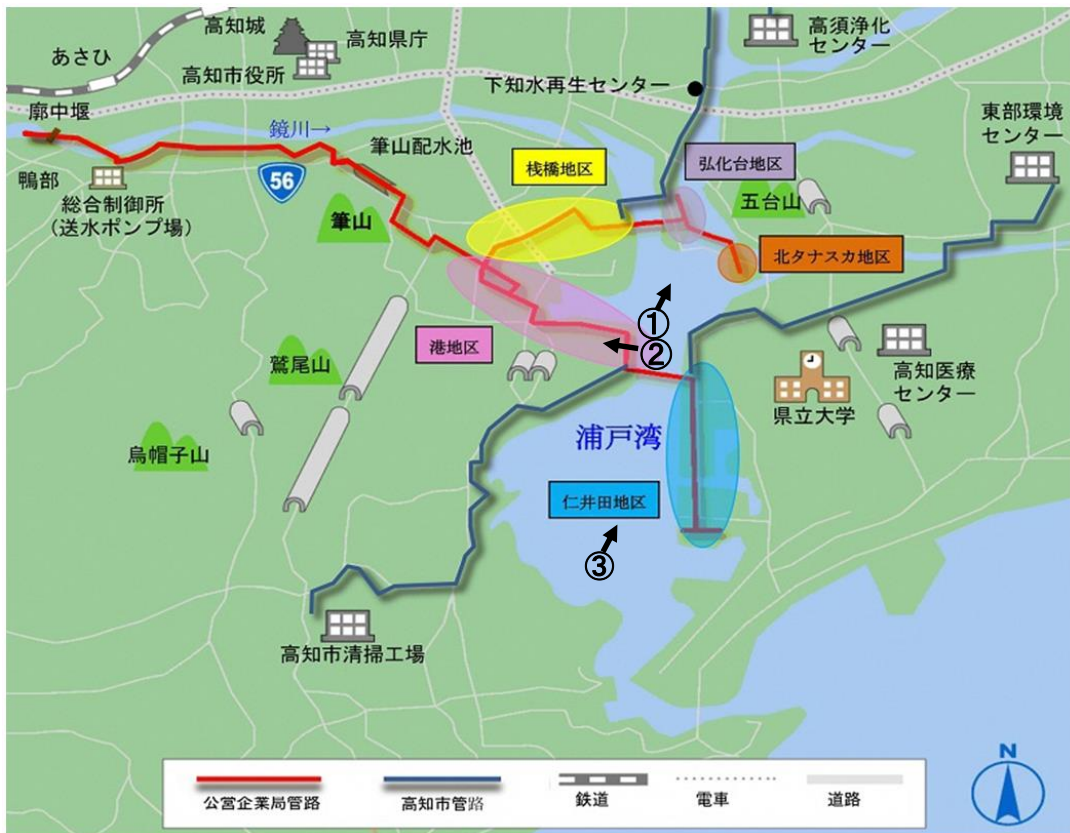 高知城
高知県庁
高知市役所
あさひ
高須浄化
センター
下知水再生センター
東部環境
センター
廓中堰
鏡川→
筆山配水池
桟橋地区
弘化台地区
鴨部
総合制御所
(送水ポンプ場)
56
筆山
五台山
北タナスカ地区
①
②
港地区
鷲尾山
高知医療
センター
県立大学
烏帽子山
浦戸湾
仁井田地区
③
高知市清掃工場
N
公営企業局管路
高知市管路
鉄道
電車
道路